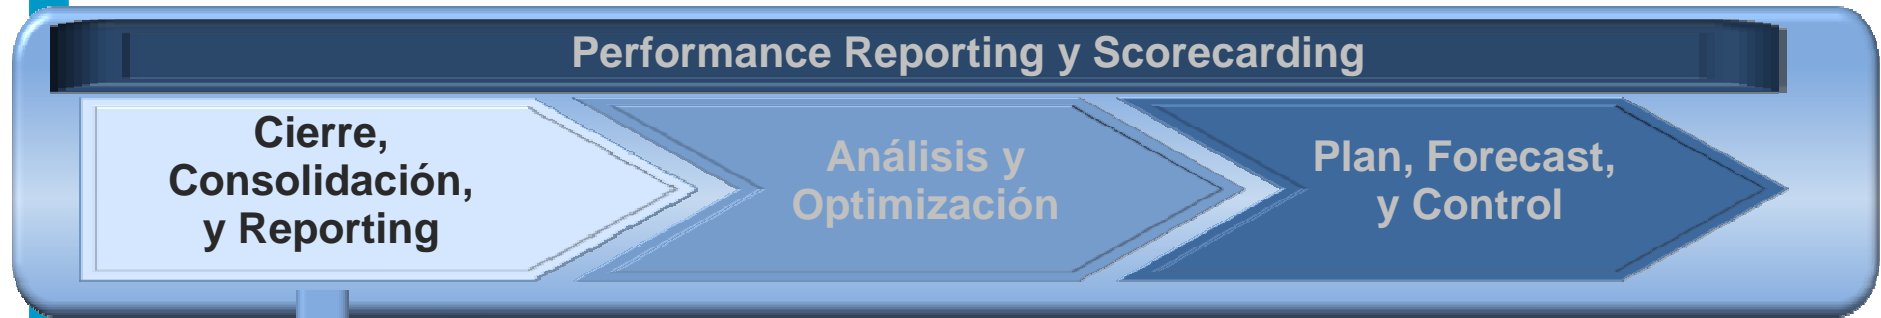 Performance Reporting y Scorecarding
Cierre,
Consolidación,
y Reporting
Análisis y
Optimización
Plan, Forecast,
y Control